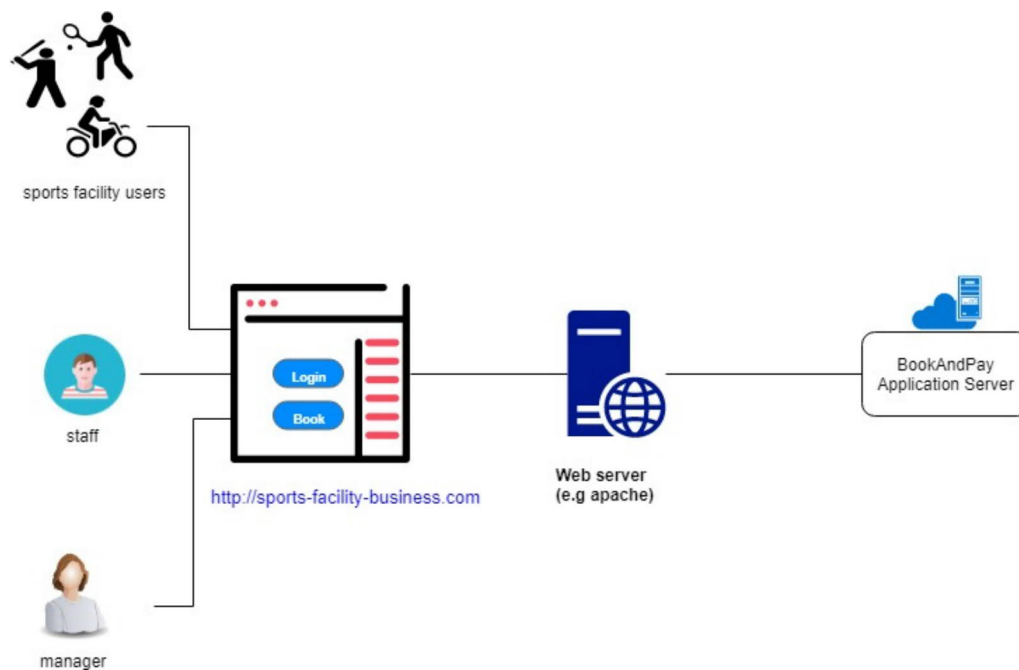 sports facility users
Login
Book
staff
http://sports-facility-business.com
manager
Web server
(e.g apache)
BookAndPay
Application Server